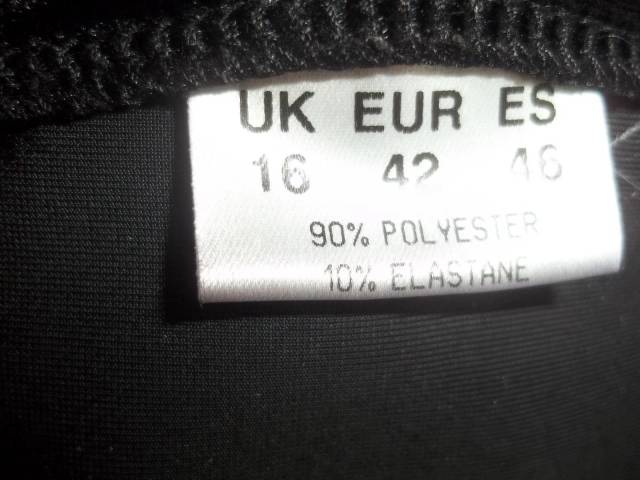 UK EUR ES
16 42 46
90% POLYESTER
10% ELASTANE